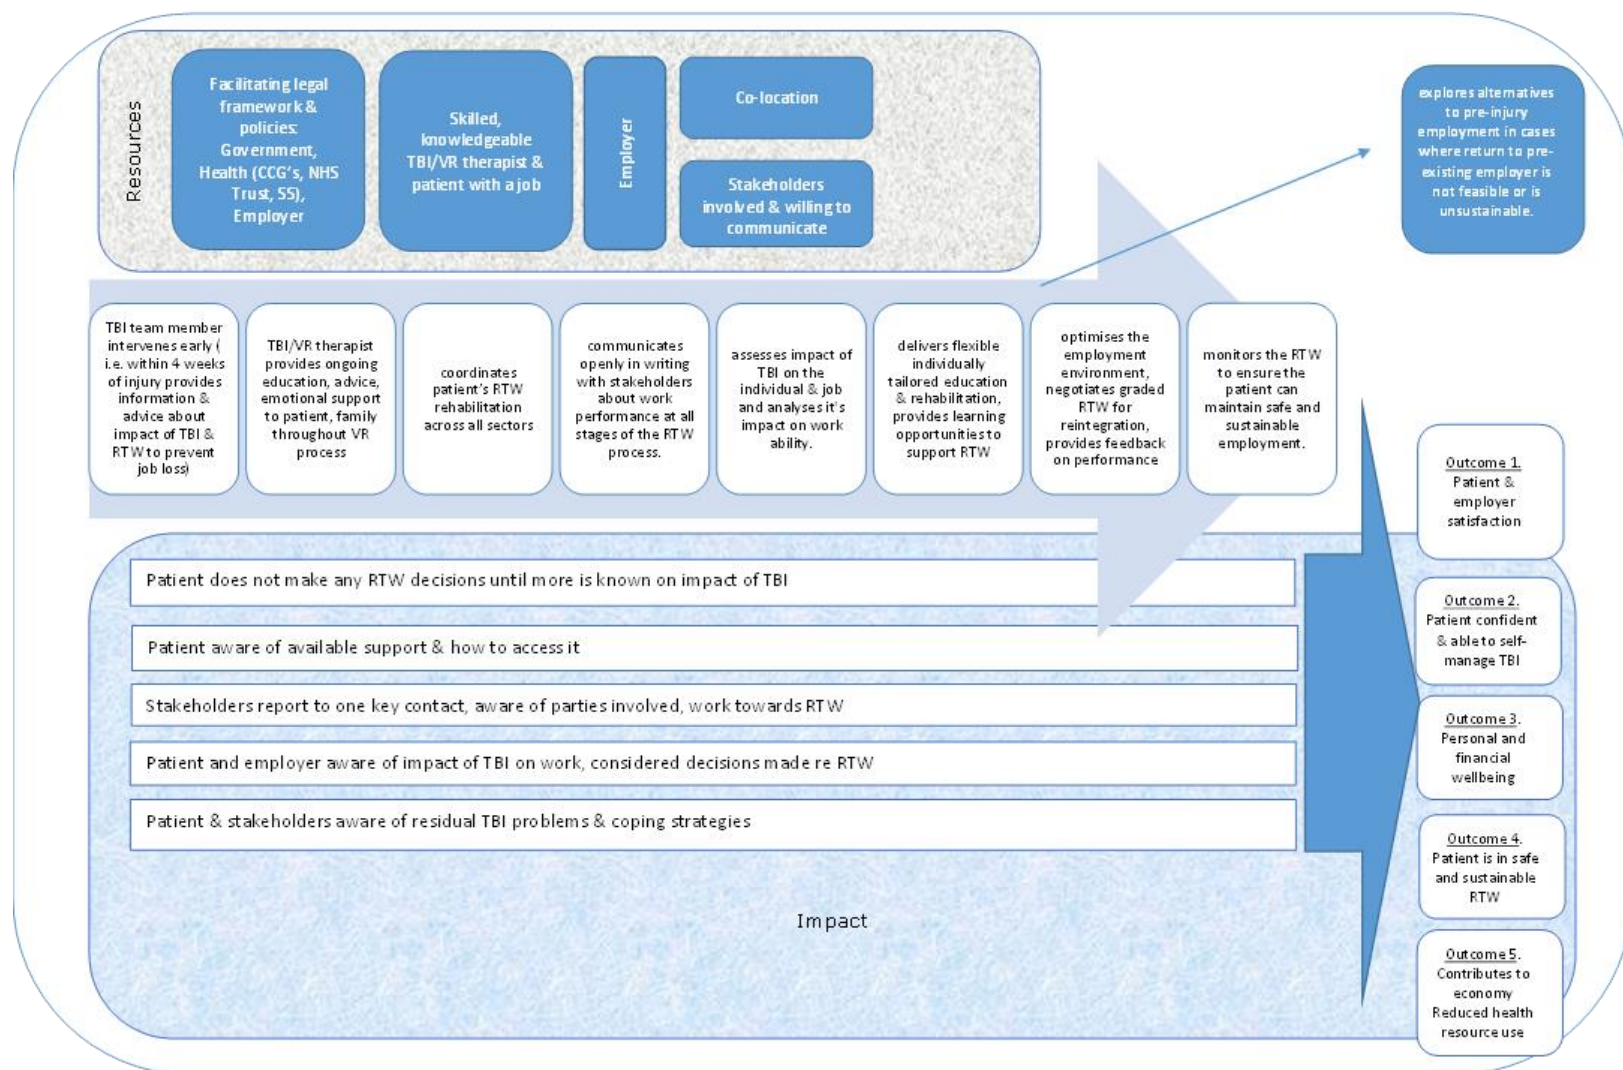 Resources
Facilitating legal
framework &
policies:
Government,
Health (CCG's, NHS
Trust, SS),
Employer
Skilled,
knowledgeable
TBI/VR therapist &
patient with a job
Employer
Co-location
Stakeholders
involved & willing to
communicate
explores alternatives
to pre-injury
employment in cases
where return to pre-
existing employer is
not feasible or is
unsustainable.
TBI team member
intervenes early (
i.e. within 4 weeks
of injury provides
information &
advice about
impact of TBI &
RTW to prevent
job loss)
TBI/VR therapist
provides ongoing
education, advice,
emotional support
to patient, family
throughout VR
process
coordinates
patient's RTW
rehabilitation
across all sectors
communicates
openly in writing
with stakeholders
about work
performance at all
stages of the RTW
process.
assesses impact of
TBI on the
individual & job
and analyses it's
impact on work
ability.
delivers flexible
individually
tailored education
& rehabilitation,
provides learning
opportunities to
support RTW
optimises the
employment
environment,
negotiates graded
RTW for
reintegration,
provides feedback
on performance
monitors the RTW
to ensure the
patient can
maintain safe and
sustainable
employment.
Patient does not make any RTW decisions until more is known on impact of TBI
Patient aware of available support & how to access it
Stakeholders report to one key contact, aware of parties involved, work towards RTW
Patient and employer aware of impact of TBI on work, considered decisions made re RTW
Patient & stakeholders aware of residual TBI problems & coping strategies
Impact
Outcome 1.
Patient &
employer
satisfaction
Outcome 2.
Patient confident
& able to self-
manage TBI
Outcome 3.
Personal and
financial
wellbeing
Outcome 4.
Patient is in safe
and sustainable
RTW
Outcome 5.
Contributes to
economy
Reduced health
resource use